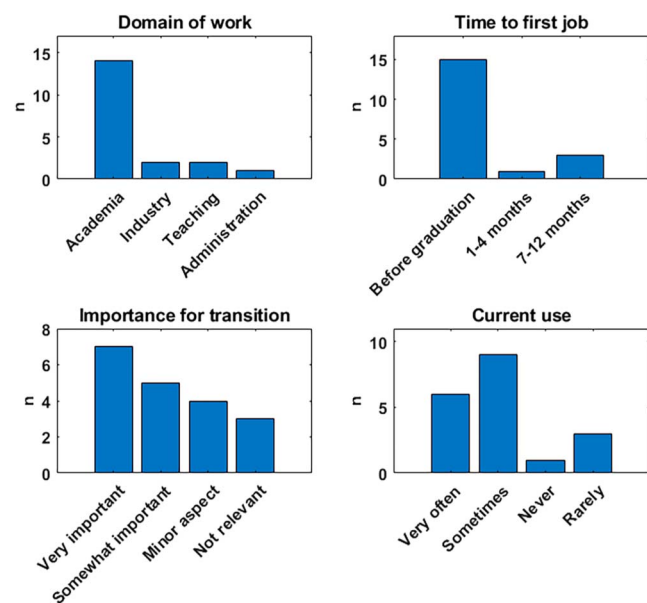 Domain of work
15
10
5
0
n
Academia
Industry
Teaching
Administration
Time to first job
15
10
5
0
n
Before graduation
1-4 months
7-12 months
Importance for transition
8
6
4
2
0
n
Very important
Somewhat important
Minor aspect
Not relevant
Current use
10
5
0
n
Very often
Sometimes
Never
Rarely